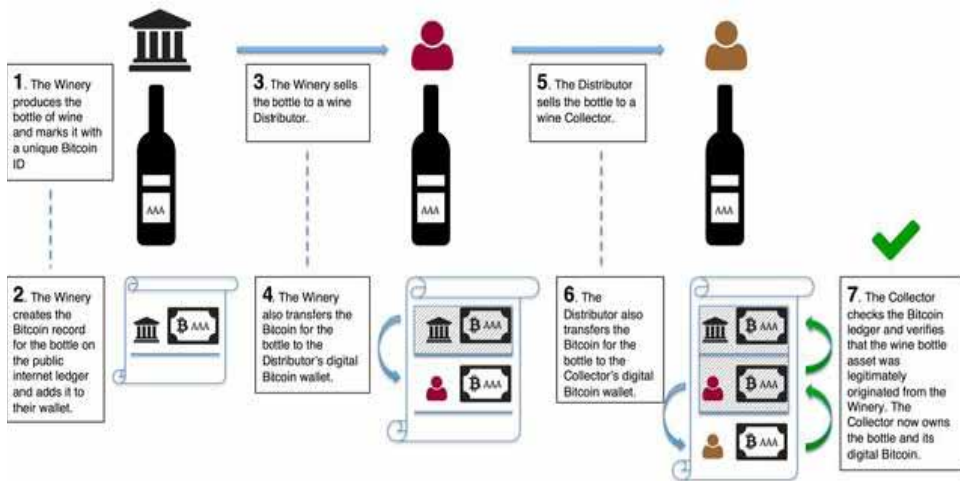 1. The Winery
produces the
bottle of wine
and marks it with
a unique Bitcoin
ID
AAA
2. The Winery
creates the
Bitcoin record
for the bottle on
the public
internet ledger
and adds it to
their wallet.
₿ AAA
3. The Winery sells
the bottle to a wine
Distributor.
AAA
4. The Winery
also transfers the
Bitcoin for the
bottle to the
Distributor's digital
Bitcoin wallet.
₿ AAA
₿ AAA
5. The Distributor
sells the bottle to a
wine Collector.
AAA
6. The
Distributor also
transfers the
Bitcoin for the
bottle to the
Collector's digital
Bitcoin wallet.
₿ AAA
₿ AAA
₿ AAA
7. The Collector
checks the Bitcoin
ledger and verifies
that the wine bottle
asset was
legitimately
originated from the
Winery. The
Collector now owns
the bottle and its
digital Bitcoin.